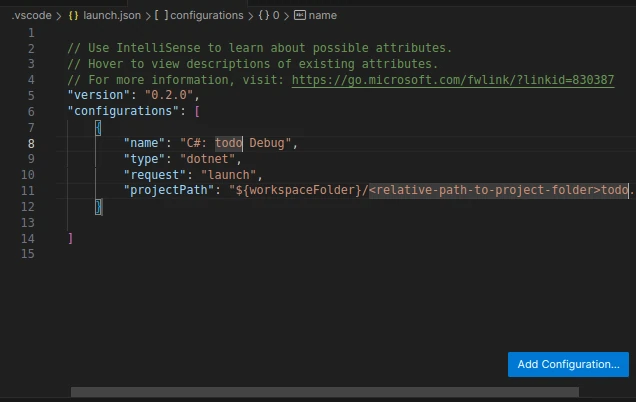 .vscode > {} launch.json > [ ] configurations > {} 0 > abc name
1
2 // Use IntelliSense to learn about possible attributes.
3 // Hover to view descriptions of existing attributes.
4 // For more information, visit: https://go.microsoft.com/fwlink/?linkid=830387
5 "version": "0.2.0",
6 "configurations": [
7 {
8 "name": "C#: todo Debug",
9 "type": "dotnet",
10 "request": "launch",
11 "projectPath": "${workspaceFolder}/<relative-path-to-project-folder>todo.
12 }
13
14 ]
15
Add Configuration...